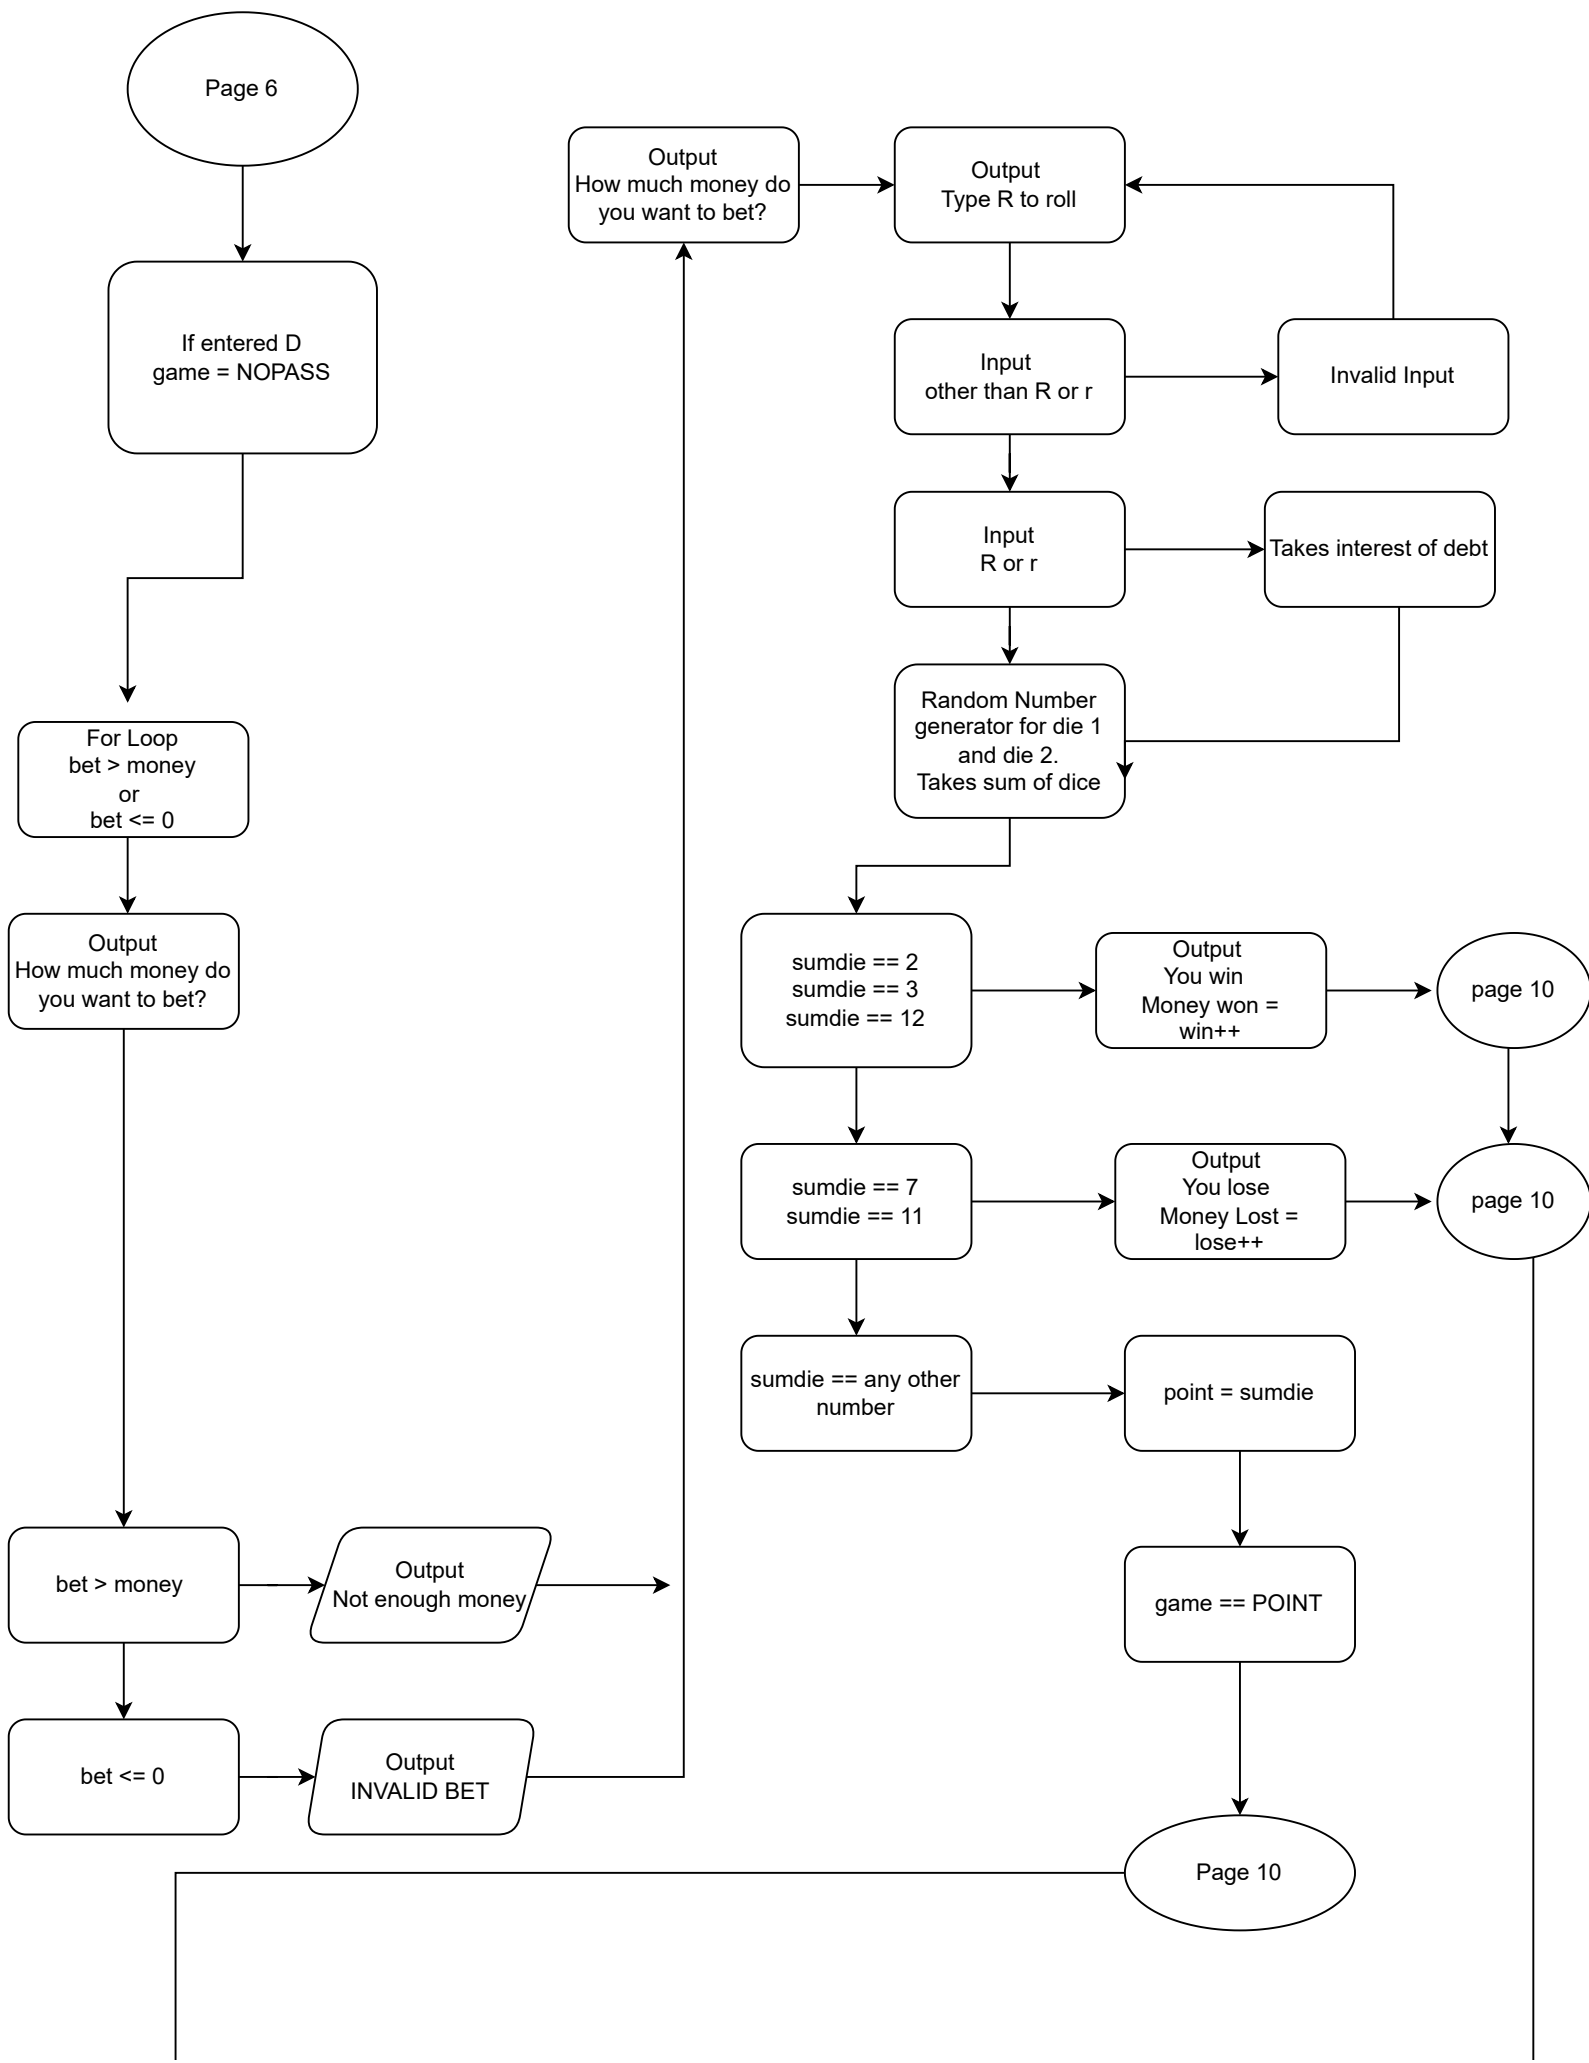 Page 6
If entered D
game = NOPASS
For Loop
bet > money
or
bet <= 0
Output
How much money do
you want to bet?
bet > money
Output
Not enough money
bet <= 0
Output
INVALID BET
Output
How much money do
you want to bet?
Output
Type R to roll
Input
other than R or r
Invalid Input
Input
R or r
Takes interest of debt
Random Number
generator for die 1
and die 2.
Takes sum of dice
sumdie == 2
sumdie == 3
sumdie == 12
Output
You win
Money won =
win++
page 10
sumdie == 7
sumdie == 11
Output
You lose
Money Lost =
lose++
page 10
sumdie == any other
number
point = sumdie
game == POINT
Page 10